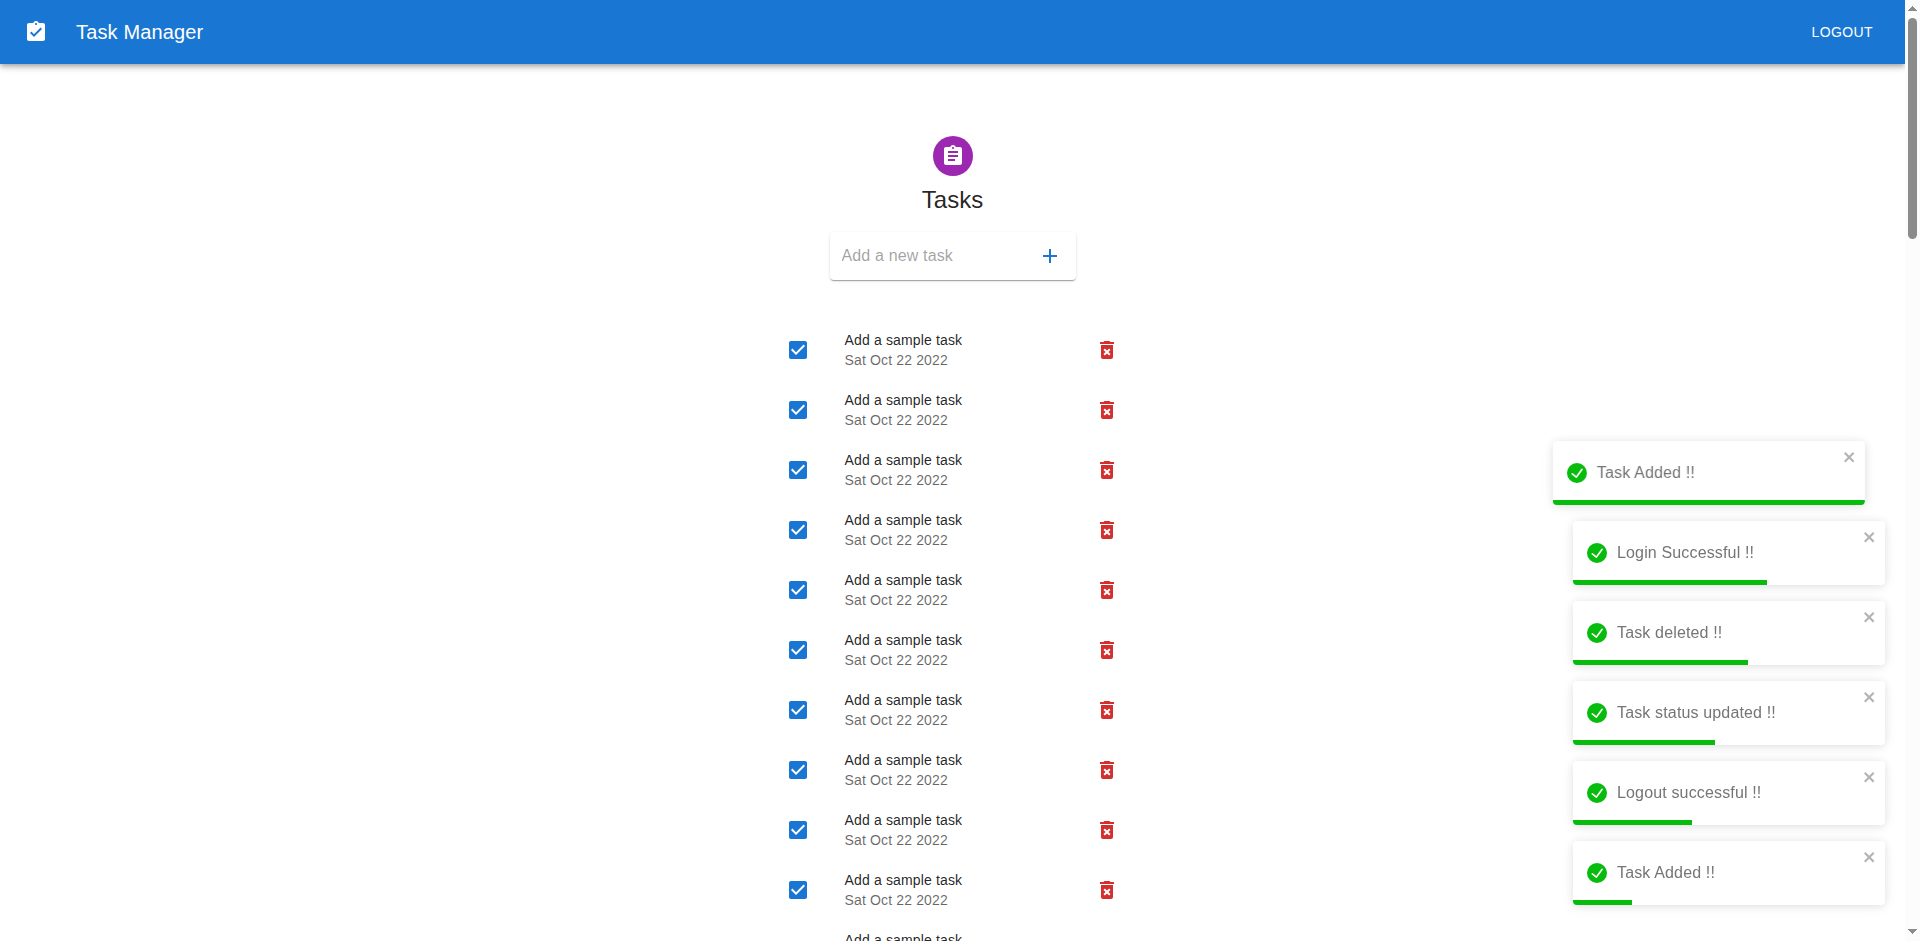 Task Manager
LOGOUT
Tasks
Add a new task
Add a sample task
Sat Oct 22 2022
Add a sample task
Sat Oct 22 2022
Add a sample task
Sat Oct 22 2022
Add a sample task
Sat Oct 22 2022
Add a sample task
Sat Oct 22 2022
Add a sample task
Sat Oct 22 2022
Add a sample task
Sat Oct 22 2022
Add a sample task
Sat Oct 22 2022
Add a sample task
Sat Oct 22 2022
Add a sample task
Sat Oct 22 2022
Add a sample task
Task Added !!
Login Successful !!
Task deleted !!
Task status updated !!
Logout successful !!
Task Added !!